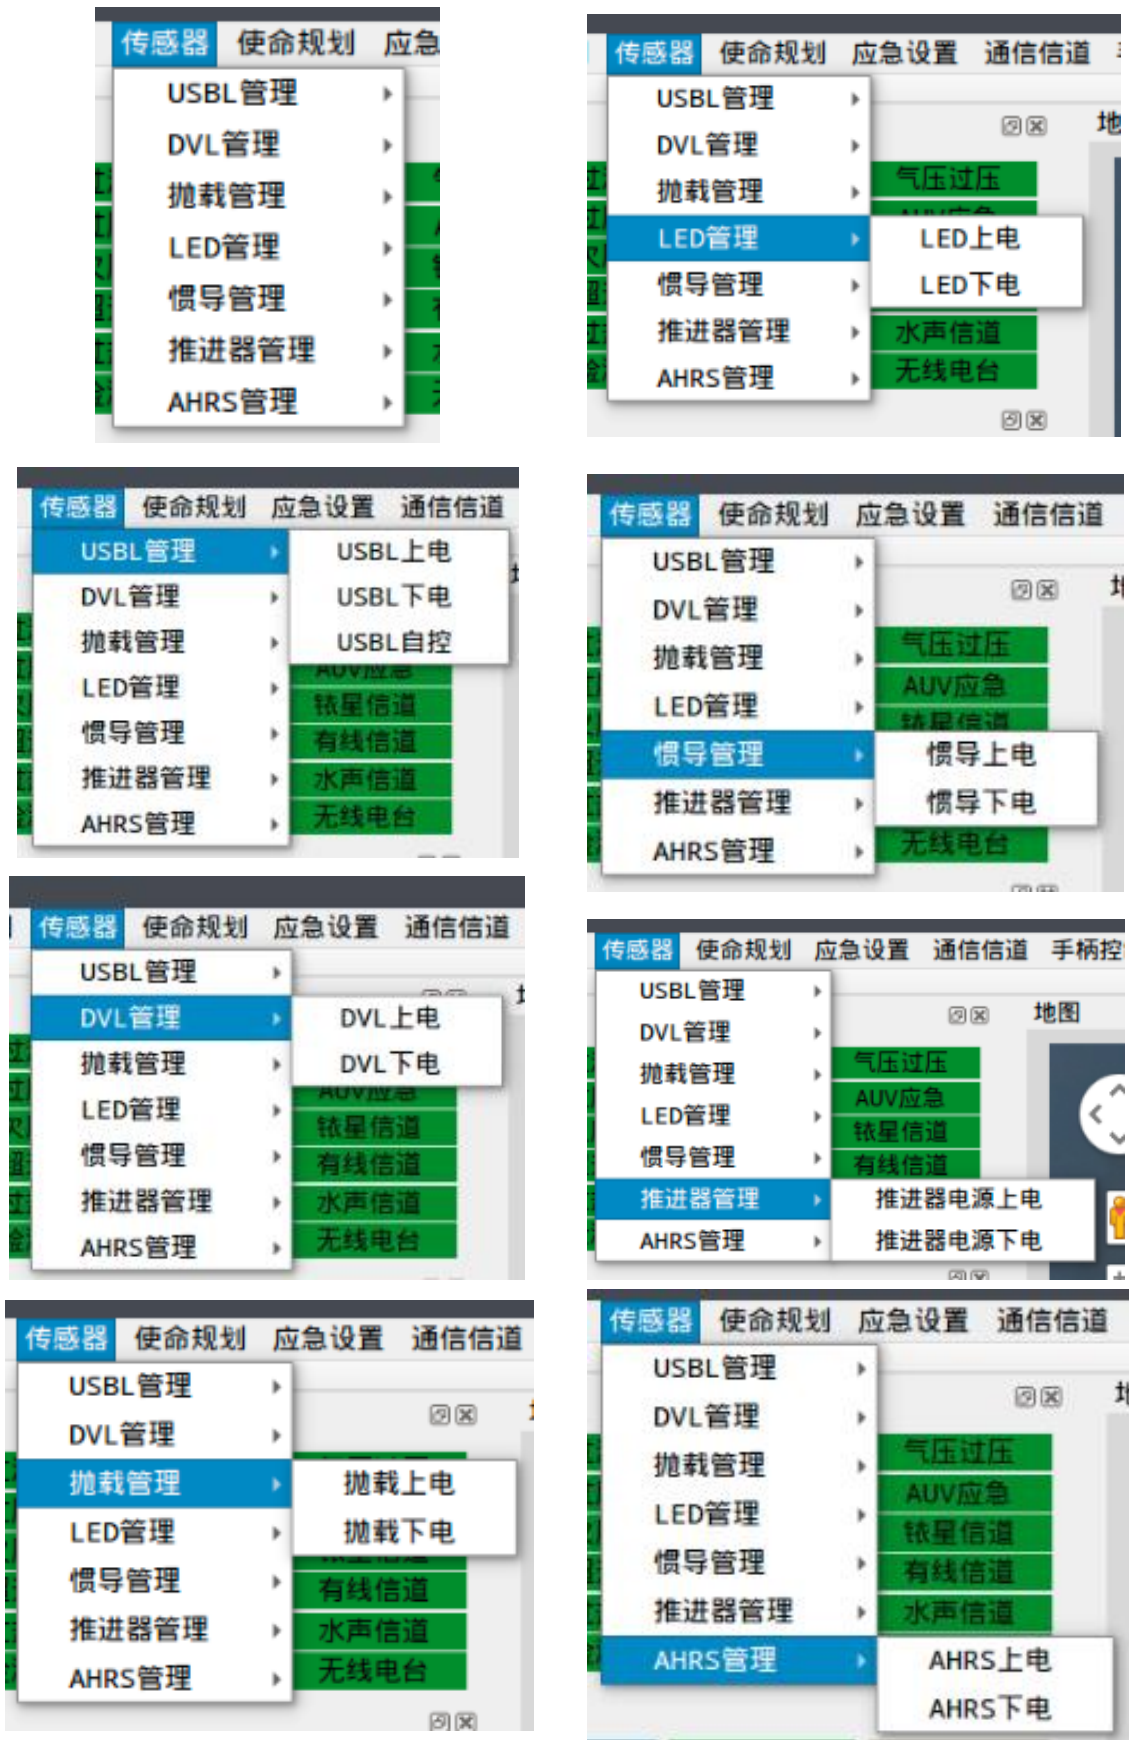 传感器 使命规划 应急
USBL管理
DVL管理
抛载管理
LED管理
惯导管理
推进器管理
AHRS管理
传感器 使命规划 应急设置 通信信道
USBL管理
DVL管理
抛载管理 气压过压
LED管理 LED上电
惯导管理 LED下电
推进器管理 水声信道
AHRS管理 无线电台
传感器 使命规划 应急设置 通信信道
USBL管理 USBL上电
DVL管理 USBL下电
抛载管理 USBL自控
AUV应急
LED管理 铱星信道
惯导管理 有线信道
推进器管理 水声信道
AHRS管理 无线电台
传感器 使命规划 应急设置 通信信道
USBL管理
DVL管理
抛载管理 气压过压
LED管理 AUV应急
铱星信道
惯导管理 惯导上电
推进器管理 惯导下电
AHRS管理 无线电台
传感器 使命规划 应急设置 通信信道
USBL管理
DVL管理 DVL上电
抛载管理 DVL下电
AUV应急
LED管理 铱星信道
惯导管理 有线信道
推进器管理 水声信道
AHRS管理 无线电台
传感器 使命规划 应急设置 通信信道 手柄控
USBL管理
地图
DVL管理
抛载管理 气压过压
LED管理 AUV应急
铱星信道
惯导管理 有线信道
推进器管理 推进器电源上电
AHRS管理 推进器电源下电
传感器 使命规划 应急设置 通信信道
USBL管理
DVL管理
抛载管理 抛载上电
LED管理 抛载下电
铱星信道
惯导管理 有线信道
推进器管理 水声信道
AHRS管理 无线电台
传感器 使命规划 应急设置 通信信道
USBL管理
DVL管理
抛载管理 气压过压
AUV应急
LED管理 铱星信道
惯导管理 有线信道
推进器管理 水声信道
AHRS管理 AHRS上电
AHRS下电